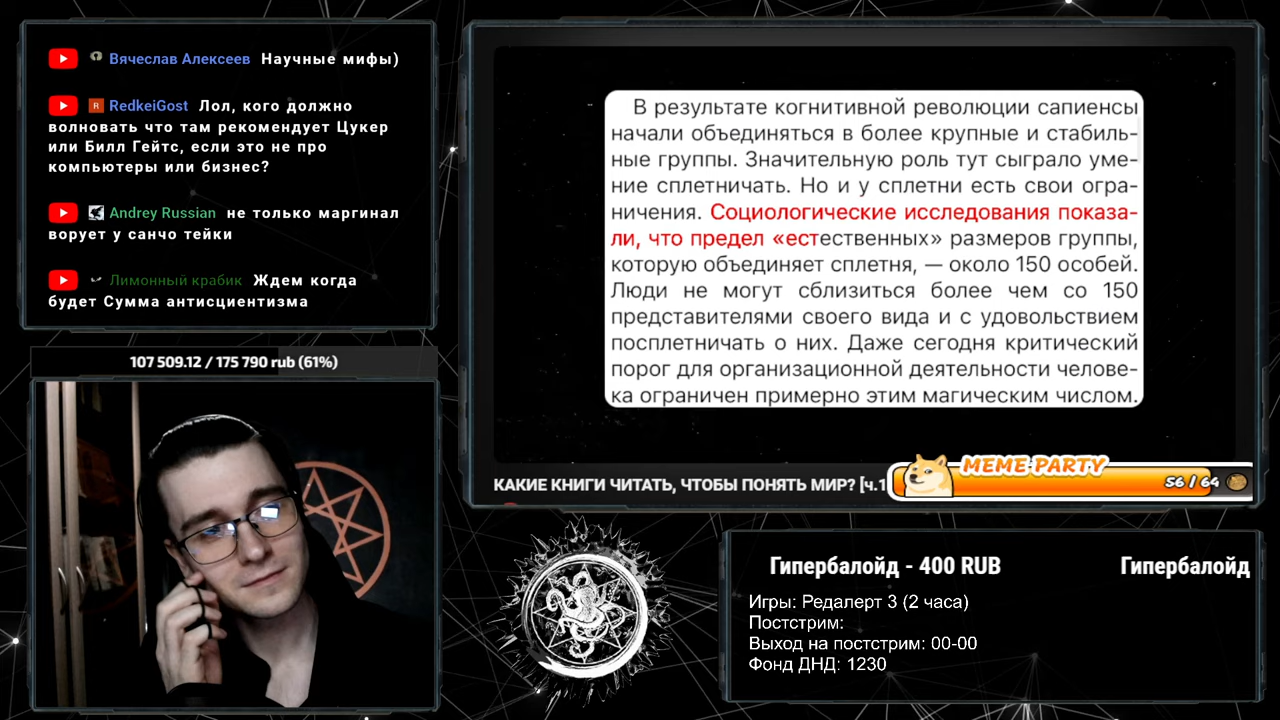 Вячеслав Алексеев Научные мифы)
RedkeiGost Лол, кого должно
волновать что там рекомендует Цукер
или Билл Гейтс, если это не про
компьютеры или бизнес?
Andrey Russian не только маргинал
ворует у санчо тейки
Лимонный крабик Ждем когда
будет Сумма антисциентизма
107 509.12 / 175 790 rub (61%)
В результате когнитивной революции сапиенсы
начали объединяться в более крупные и стабиль-
ные группы. Значительную роль тут сыграло уме-
ние сплетничать. Но и у сплетни есть свои огра-
ничения. Социологические исследования показа-
ли, что предел «естественных» размеров группы,
которую объединяет сплетня, — около 150 особей.
Люди не могут сблизиться более чем со 150
представителями своего вида и с удовольствием
посплетничать о них. Даже сегодня критический
порог для организационной деятельности челове-
ка ограничен примерно этим магическим числом.
КАКИЕ КНИГИ ЧИТАТЬ, ЧТОБЫ ПОНЯТЬ МИР? [ч.1
MEME PARTY
56 / 64
Гипербалойд - 400 RUB
Гипербалойд
Игры: Редалерт 3 (2 часа)
Постстрим:
Выход на постстрим: 00-00
Фонд ДНД: 1230